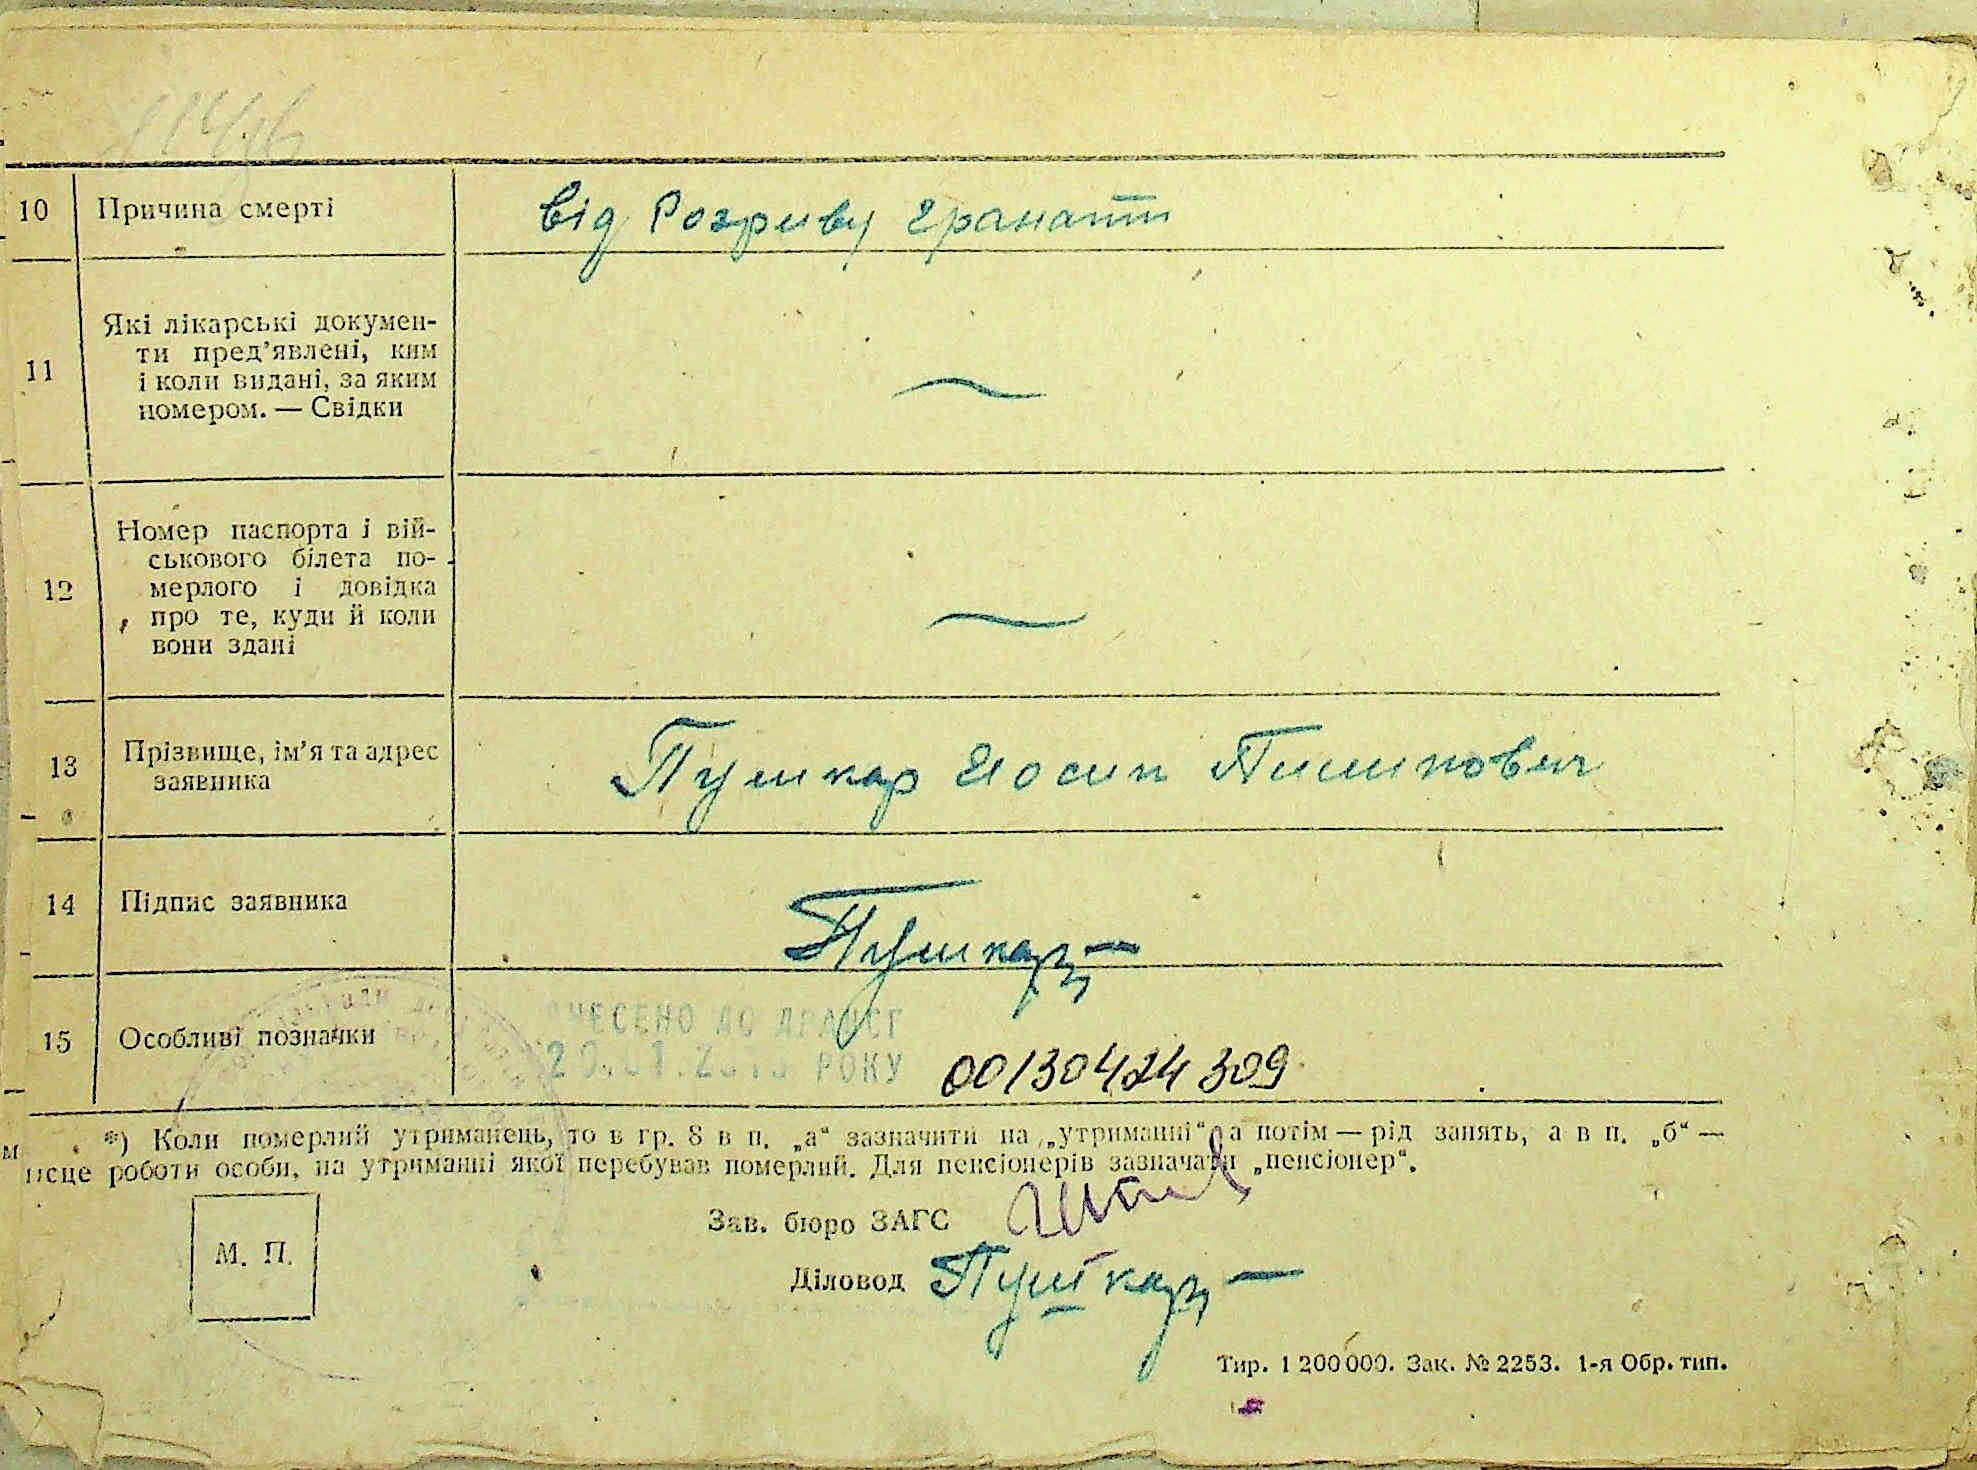 10 Причина смерті від Розриву гранати
11 Які лікарські докумен-
ти пред’явлені, ким
і коли видані, за яким
номером. — Свідки
12 Номер паспорта і вій-
ськового білета по-
мерлого і довідка
про те, куди й коли
вони здані
13 Прізвище, ім’я та адрес
заявника
Пушкар Йосип Пилипович
14 Підпис заявника Пушкар
15 Особливі позначки
ВНЕСЕНО ДО ДРАЦСГ
РОКУ 00130424309
*) Коли померлий утриманець, то в гр. 8 в п. „а“ зазначити на „утриманні“, а потім — рід занять, а в п. „б“ —
місце роботи особи, на утриманні якої перебував померлий. Для пенсіонерів зазначати „пенсіонер“.
М. П.
Зав. бюро ЗАГС
Діловод Пушкар
Тир. 1 200 000. Зак. № 2253. 1-я Обр. тип.